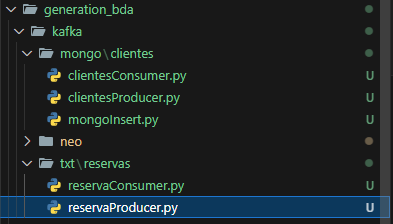 generation_bda
kafka
mongo\clientes
clientesConsumer.py U
clientesProducer.py U
mongoInsert.py U
neo
txt\reservas
reservaConsumer.py U
reservaProducer.py U